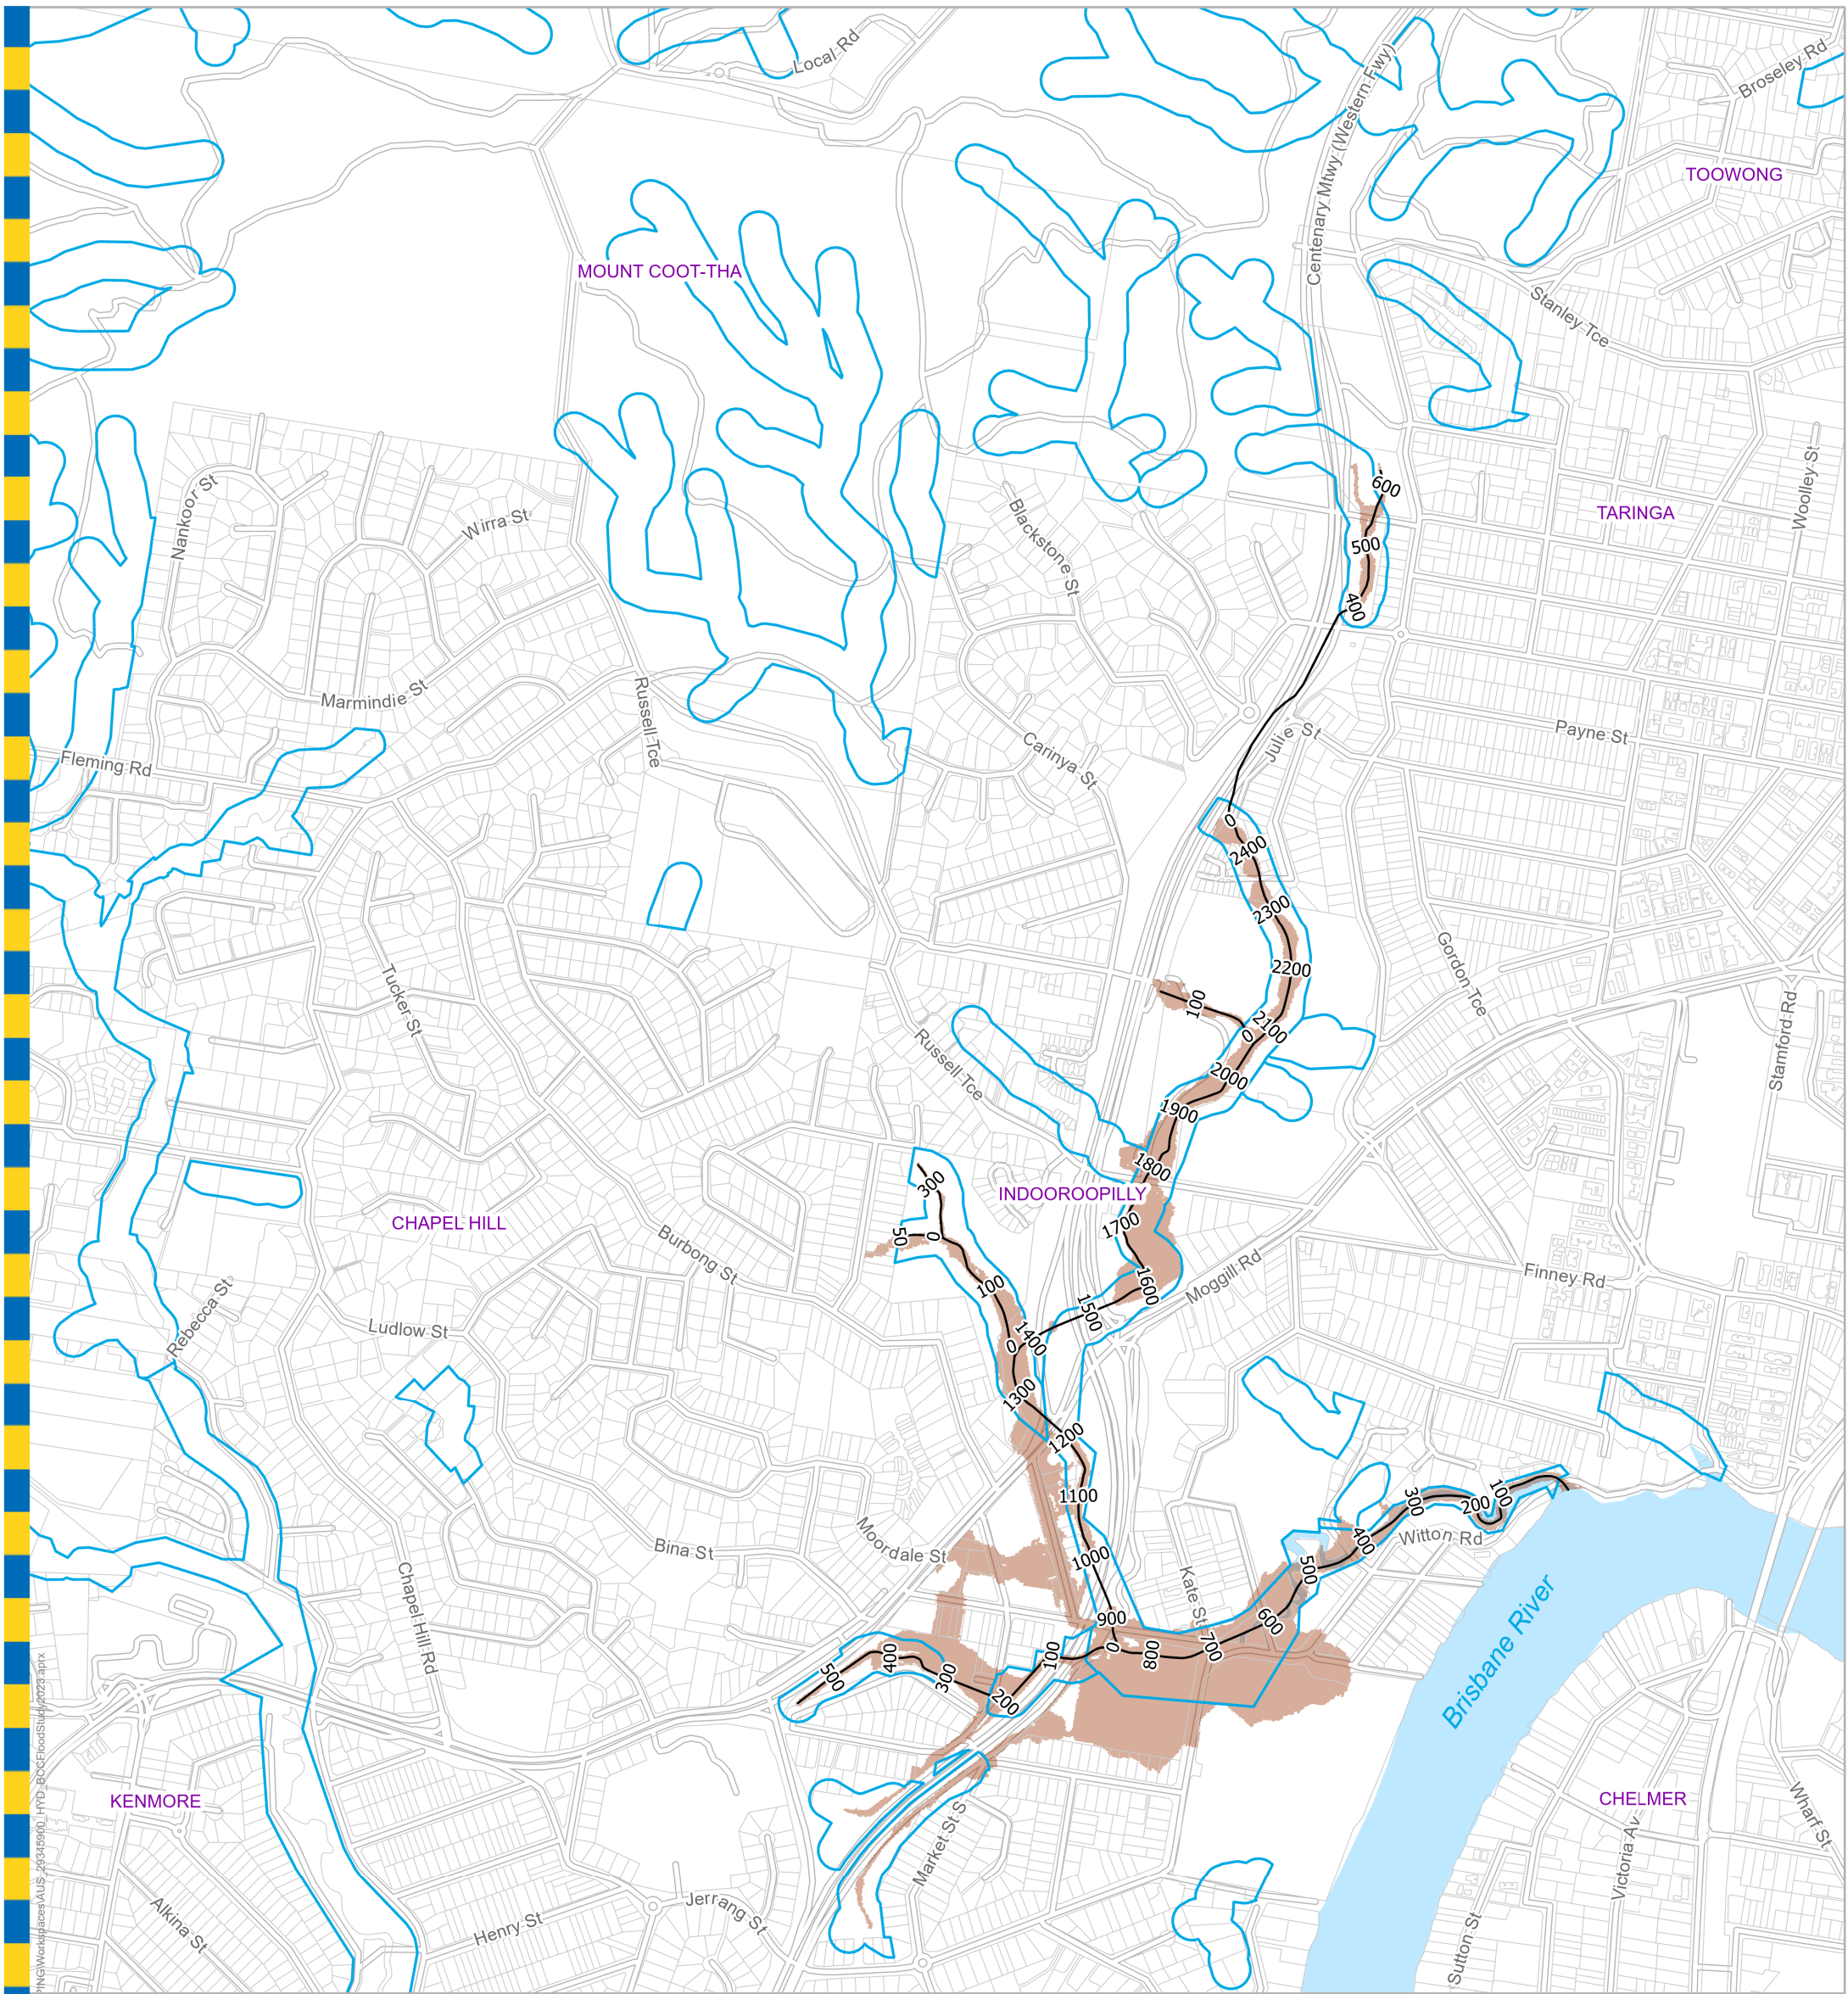 Local Rd
Centenary Mtwy (Western Fwy)
Broseley Rd
TOOWONG
MOUNT COOT-THA
Stanley Tce
Nankoor St
Wirra St
Blackstone St
Woolley St
TARINGA
600
500
400
Marmindie St
Russell Tce
Fleming Rd
Carinya St
Julie St
Payne St
0
2400
2300
2200
2100
0
100
2000
1900
1800
1700
1600
1500
1400
1300
1200
1100
1000
900
800
700
600
500
400
300
200
100
Tucker St
Gordon Tce
Stamford Rd
Russell Tce
INDOOROOPILLY
300
50
0
100
0
CHAPEL HILL
Burbong St
Moggill Rd
Finney Rd
Rebecca St
Ludlow St
Bina St
Moordale St
Chapel Hill Rd
Kate St
Witton Rd
Brisbane River
0
100
200
300
400
500
KENMORE
CHELMER
Market St S
Victoria Av
Wharf St
Sutton St
Jerrang St
Henry St
Alkina St